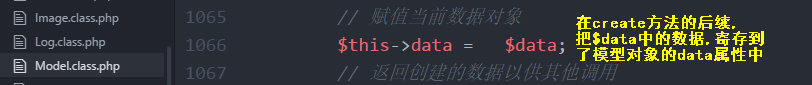 Image.class.php
Log.class.php
Model.class.php
1065 // 赋值当前数据对象
1066 $this->data = $data;
1067 // 返回创建的数据以供其他调用
在create方法的后续,
把$data中的数据,寄存到
了模型对象的data属性中